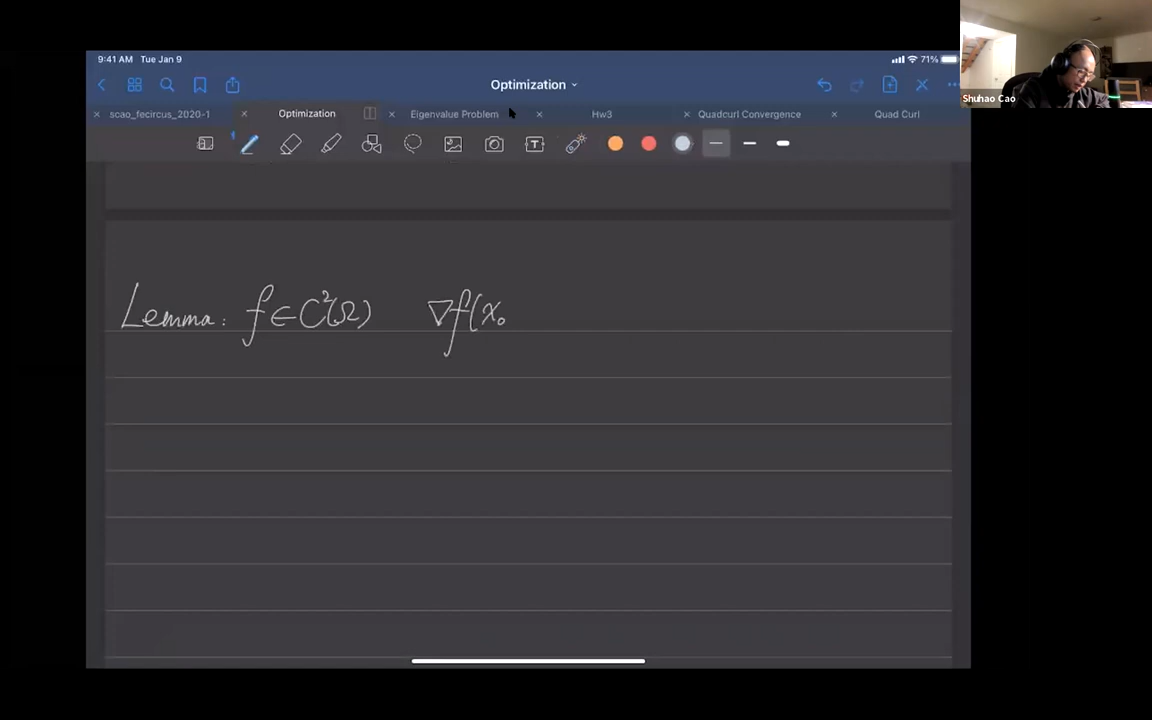 9:41 AM Tue Jan 9
71%
Optimization
Shuhao Cao
scao_fecircus_2020-1
Optimization
Eigenvalue Problem
Hw3
Quadcurl Convergence
Quad Curl
Lemma: f ∈ C²(Ω) ∇f(x₀